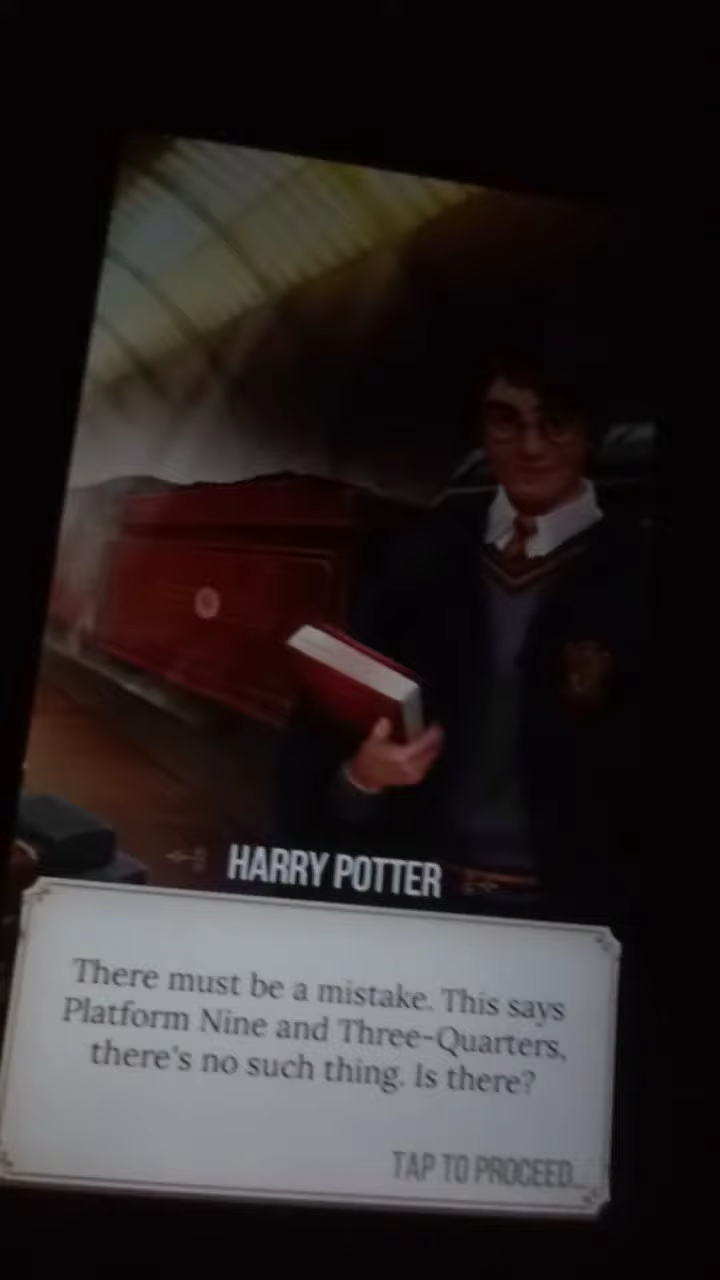 HARRY POTTER
There must be a mistake. This says
Platform Nine and Three-Quarters,
there's no such thing. Is there?
TAP TO PROCEED...